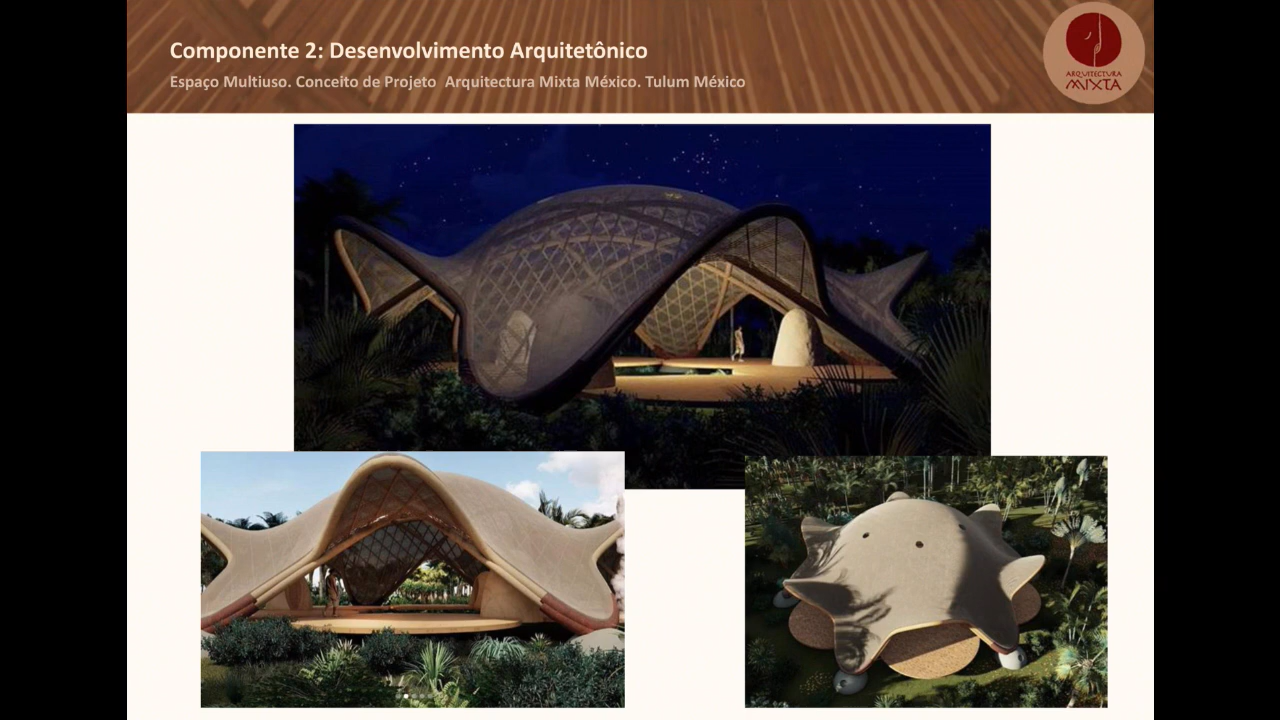 Componente 2: Desenvolvimento Arquitetônico
Espaço Multiuso. Conceito de Projeto Arquitectura Mixta México. Tulum México
ARQUITECTURA
MIXTA